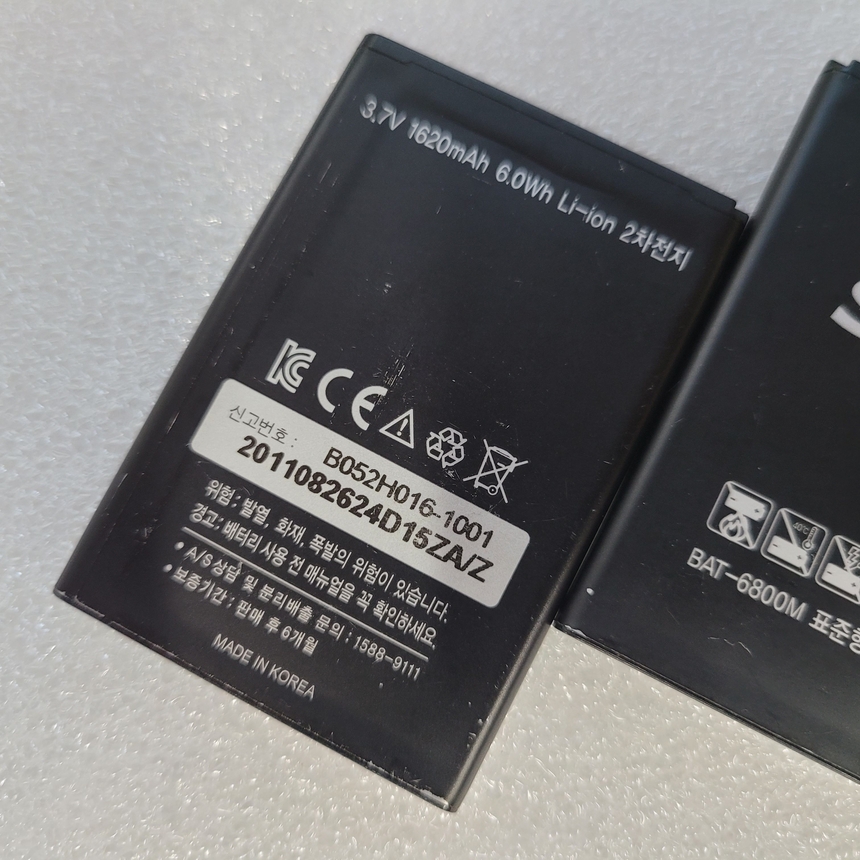 3.7V 1620mAh 6.0Wh Li-ion 2차전지
신고번호 :
B052H016-1001
2011082624D15ZA/Z
위험 : 발열, 화재, 폭발의 위험이 있습니다.
경고 : 배터리 사용 전 매뉴얼을 꼭 확인하세요.
• A/S 상담 및 분리배출 문의 : 1588-9111
• 보증기간 : 판매 후 6개월
MADE IN KOREA
BAT-6800M 표준